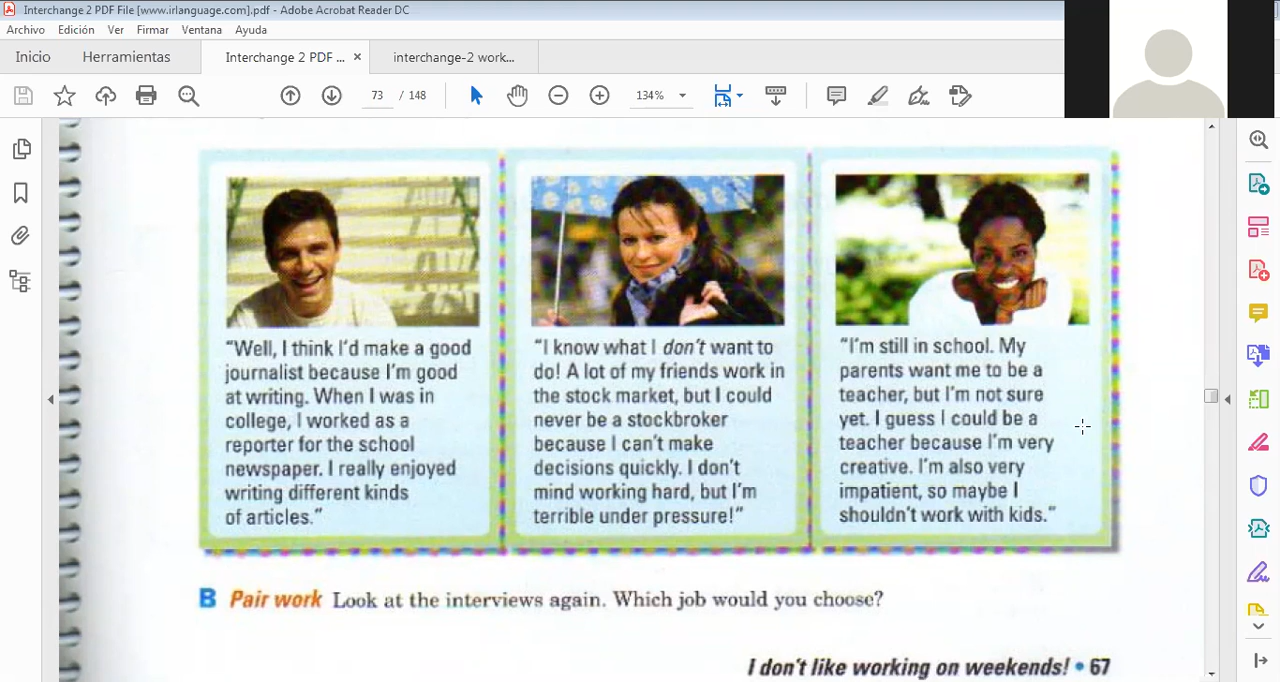 Interchange 2 PDF File [www.irlanguage.com].pdf - Adobe Acrobat Reader DC
Archivo Edición Ver Firmar Ventana Ayuda
Inicio Herramientas Interchange 2 PDF ... × interchange-2 work...
73 / 148 134%
"Well, I think I'd make a good
journalist because I'm good
at writing. When I was in
college, I worked as a
reporter for the school
newspaper. I really enjoyed
writing different kinds
of articles."
"I know what I don't want to
do! A lot of my friends work in
the stock market, but I could
never be a stockbroker
because I can't make
decisions quickly. I don't
mind working hard, but I'm
terrible under pressure!"
"I'm still in school. My
parents want me to be a
teacher, but I'm not sure
yet. I guess I could be a
teacher because I'm very
creative. I'm also very
impatient, so maybe I
shouldn't work with kids."
B Pair work Look at the interviews again. Which job would you choose?
I don't like working on weekends! • 67